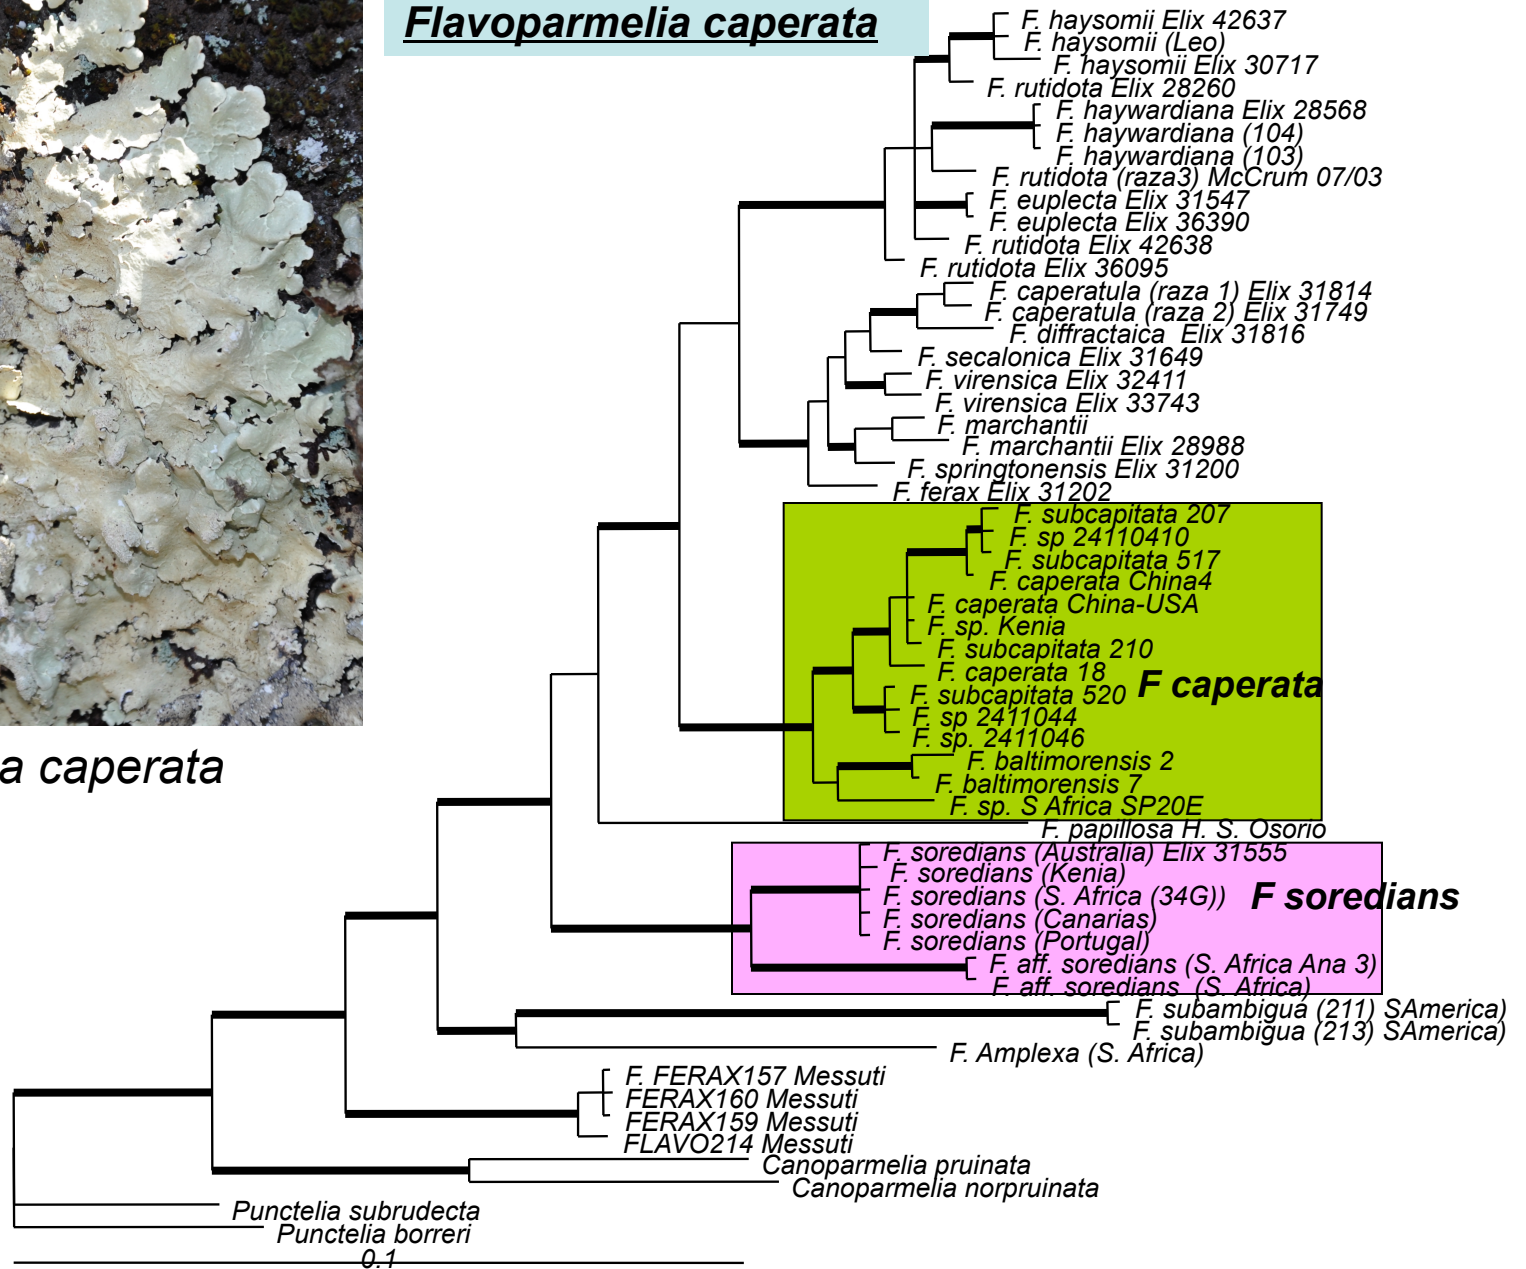 Flavoparmelia caperata
F. haysomii Elix 42637
F. haysomii (Leo)
F. haysomii Elix 30717
F. rutidota Elix 28260
F. haywardiana Elix 28568
F. haywardiana (104)
F. haywardiana (103)
F. rutidota (raza3) McCrum 07/03
F. euplecta Elix 31547
F. euplecta Elix 36390
F. rutidota Elix 42638
F. rutidota Elix 36095
F. caperatula (raza 1) Elix 31814
F. caperatula (raza 2) Elix 31749
F. diffractaica Elix 31816
F. secalonica Elix 31649
F. virensica Elix 32411
F. virensica Elix 33743
F. marchantii
F. marchantii Elix 28988
F. springtonensis Elix 31200
F. ferax Elix 31202
F. subcapitata 207
F. sp 24110410
F. subcapitata 517
F. caperata China4
F. caperata China-USA
F. sp. Kenia
F. subcapitata 210
F. caperata 18
F caperata
F. subcapitata 520
F. sp 2411044
F. sp. 2411046
a caperata
F. baltimorensis 2
F. baltimorensis 7
F. sp. S Africa SP20E
F. papillosa H. S. Osorio
F. soredians (Australia) Elix 31555
F. soredians (Kenia)
F. soredians (S. Africa (34G))
F soredians
F. soredians (Canarias)
F. soredians (Portugal)
F. aff. soredians (S. Africa Ana 3)
F. aff. soredians (S. Africa)
F. subambigua (211) SAmerica)
F. subambigua (213) SAmerica)
F. Amplexa (S. Africa)
F. FERAX157 Messuti
FERAX160 Messuti
FERAX159 Messuti
FLAVO214 Messuti
Canoparmelia pruinata
Canoparmelia norpruinata
Punctelia subrudecta
Punctelia borreri
0.1